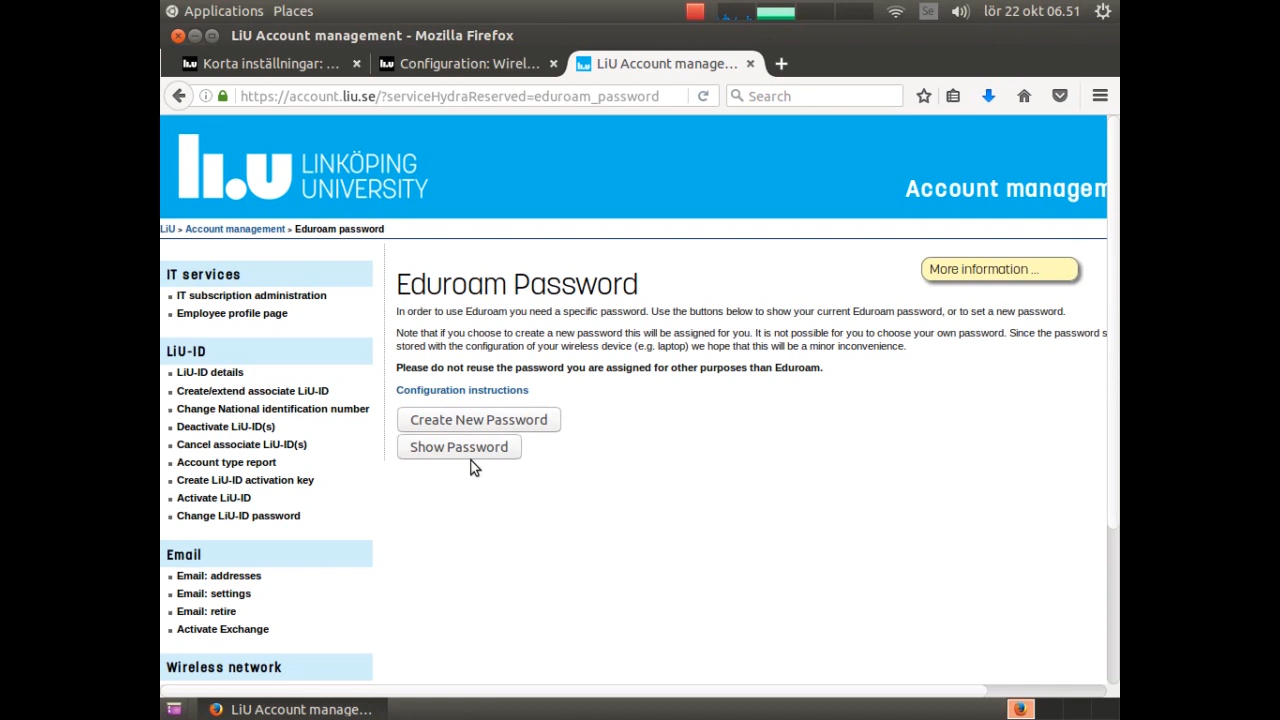 Applications Places
Se
lör 22 okt 06.51
LiU Account management - Mozilla Firefox
li.u Korta inställningar: ...
li.u Configuration: Wirel...
li.u LiU Account manage...
https://account.liu.se/?serviceHydraReserved=eduroam_password
Search
li.u LINKÖPING
UNIVERSITY
Account managem
LiU » Account management » Eduroam password
IT services
IT subscription administration
Employee profile page
LiU-ID
LiU-ID details
Create/extend associate LiU-ID
Change National identification number
Deactivate LiU-ID(s)
Cancel associate LiU-ID(s)
Account type report
Create LiU-ID activation key
Activate LiU-ID
Change LiU-ID password
Email
Email: addresses
Email: settings
Email: retire
Activate Exchange
Wireless network
More information ...
Eduroam Password
In order to use Eduroam you need a specific password. Use the buttons below to show your current Eduroam password, or to set a new password.
Note that if you choose to create a new password this will be assigned for you. It is not possible for you to choose your own password. Since the password s
stored with the configuration of your wireless device (e.g. laptop) we hope that this will be a minor inconvenience.
Please do not reuse the password you are assigned for other purposes than Eduroam.
Configuration instructions
Create New Password
Show Password
LiU Account manage...